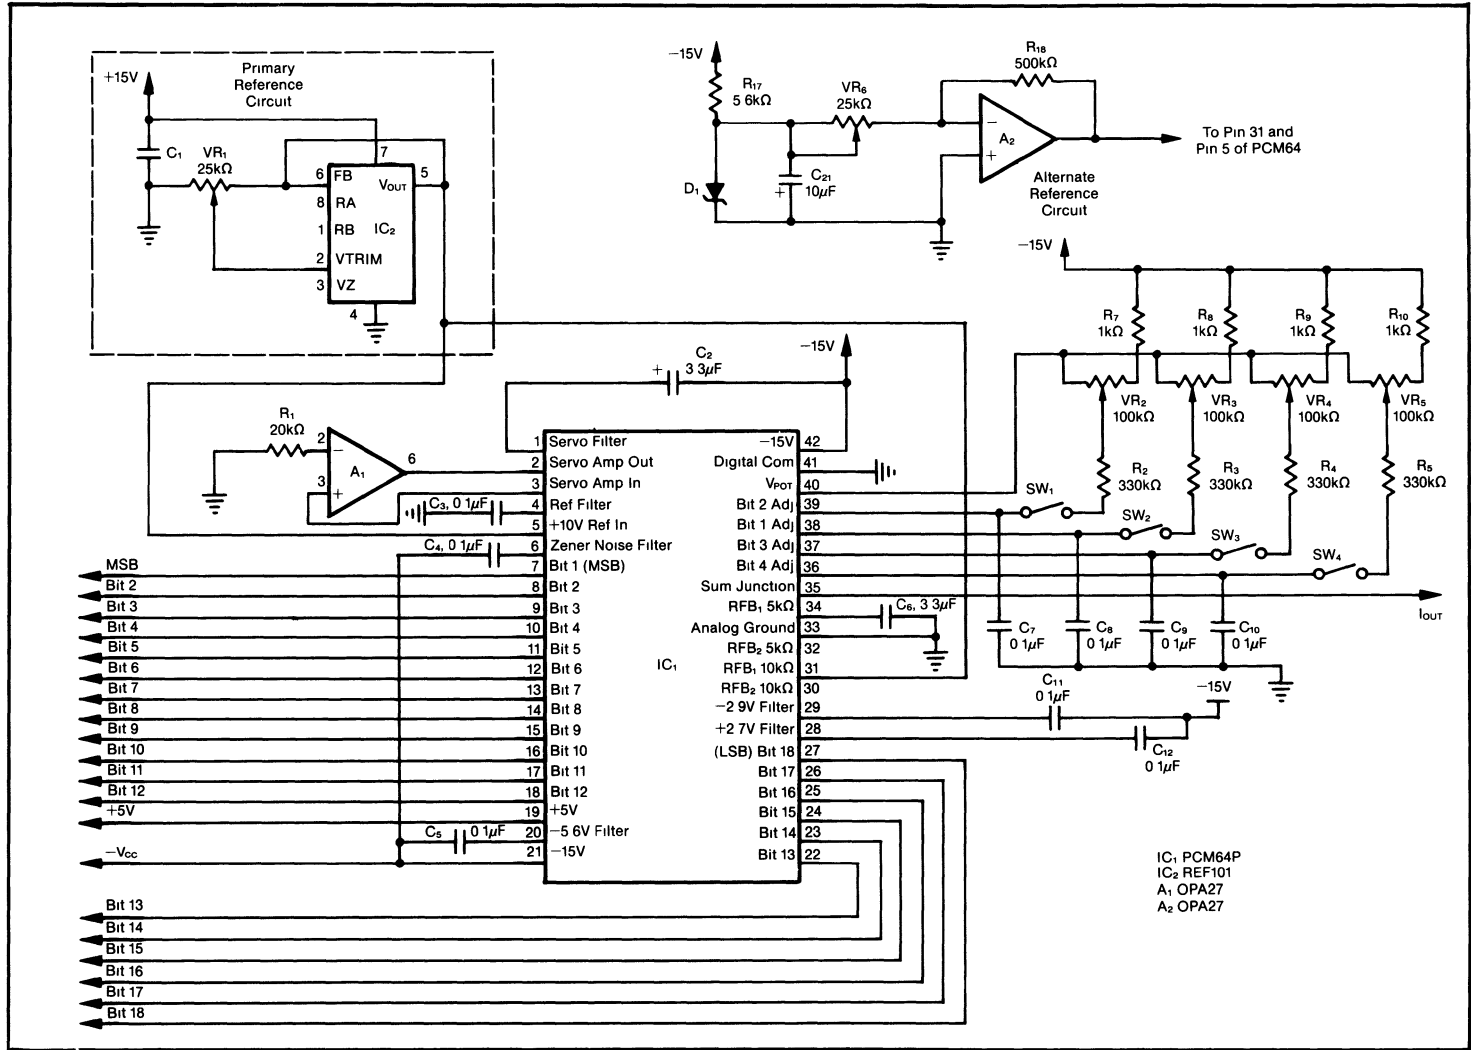 +15V
Primary
Reference
Circuit
C1
VR1
25kΩ
7
6 FB
VOUT 5
8 RA
1 RB
IC2
2 VTRIM
3 VZ
4
−15V
R17
5 6kΩ
VR6
25kΩ
R18
500kΩ
−
A2
+
To Pin 31 and
Pin 5 of PCM64
D1
C21
10µF
+
Alternate
Reference
Circuit
−15V
R7
1kΩ
R8
1kΩ
R9
1kΩ
R10
1kΩ
VR2
100kΩ
VR3
100kΩ
VR4
100kΩ
VR5
100kΩ
R2
330kΩ
R3
330kΩ
R4
330kΩ
R5
330kΩ
SW1
SW2
SW3
SW4
C2
+ 3 3µF
−15V
R1
20kΩ
2 −
A1
6
3 +
C3, 0 1µF
C4, 0 1µF
C5 0 1µF
IC1
1 Servo Filter
2 Servo Amp Out
3 Servo Amp In
4 Ref Filter
5 +10V Ref In
6 Zener Noise Filter
7 Bit 1 (MSB)
8 Bit 2
9 Bit 3
10 Bit 4
11 Bit 5
12 Bit 6
13 Bit 7
14 Bit 8
15 Bit 9
16 Bit 10
17 Bit 11
18 Bit 12
19 +5V
20 −5 6V Filter
21 −15V
−15V 42
Digital Com 41
VPOT 40
Bit 2 Adj 39
Bit 1 Adj 38
Bit 3 Adj 37
Bit 4 Adj 36
Sum Junction 35
RFB1 5kΩ 34
Analog Ground 33
RFB2 5kΩ 32
RFB1 10kΩ 31
RFB2 10kΩ 30
−2 9V Filter 29
+2 7V Filter 28
(LSB) Bit 18 27
Bit 17 26
Bit 16 25
Bit 15 24
Bit 14 23
Bit 13 22
C6, 3 3µF
IOUT
C7
0 1µF
C8
0 1µF
C9
0 1µF
C10
0 1µF
C11
0 1µF
−15V
C12
0 1µF
MSB
Bit 2
Bit 3
Bit 4
Bit 5
Bit 6
Bit 7
Bit 8
Bit 9
Bit 10
Bit 11
Bit 12
+5V
−VCC
Bit 13
Bit 14
Bit 15
Bit 16
Bit 17
Bit 18
IC1 PCM64P
IC2 REF101
A1 OPA27
A2 OPA27